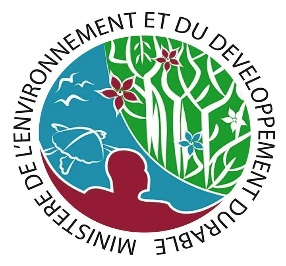 MINISTERE DE L'ENVIRONNEMENT ET DU DEVELOPPEMENT DURABLE